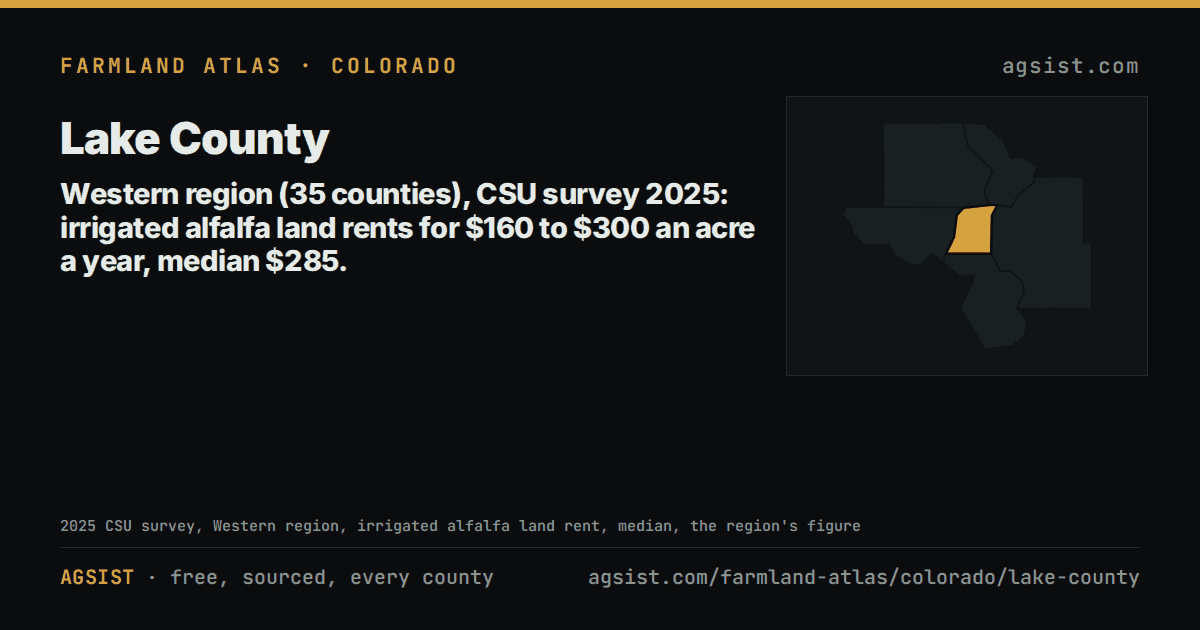 FARMLAND ATLAS · COLORADO
agsist.com
Lake County
Western region (35 counties), CSU survey 2025:
irrigated alfalfa land rents for $160 to $300 an acre
a year, median $285.
2025 CSU survey, Western region, irrigated alfalfa land rent, median, the region's figure
AGSIST · free, sourced, every county
agsist.com/farmland-atlas/colorado/lake-county